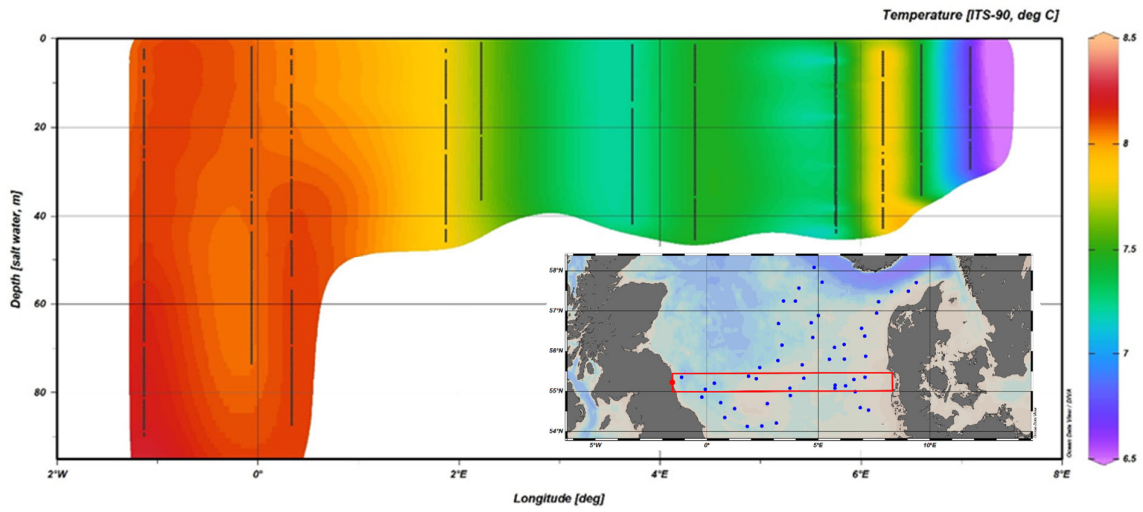 Temperature [ITS-90, deg C]
0
20
40
60
80
Depth [salt water, m]
2°W
0°
2°E
4°E
6°E
8°E
Longitude [deg]
8.5
8
7.5
7
6.5
58°N
57°N
56°N
55°N
54°N
5°W
0°
5°E
10°E
Ocean Data View / DIVA